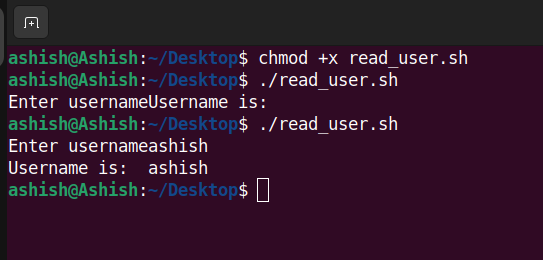 ashish@Ashish:~/Desktop$ chmod +x read_user.sh
ashish@Ashish:~/Desktop$ ./read_user.sh
Enter usernameUsername is:
ashish@Ashish:~/Desktop$ ./read_user.sh
Enter usernameashish
Username is:  ashish
ashish@Ashish:~/Desktop$